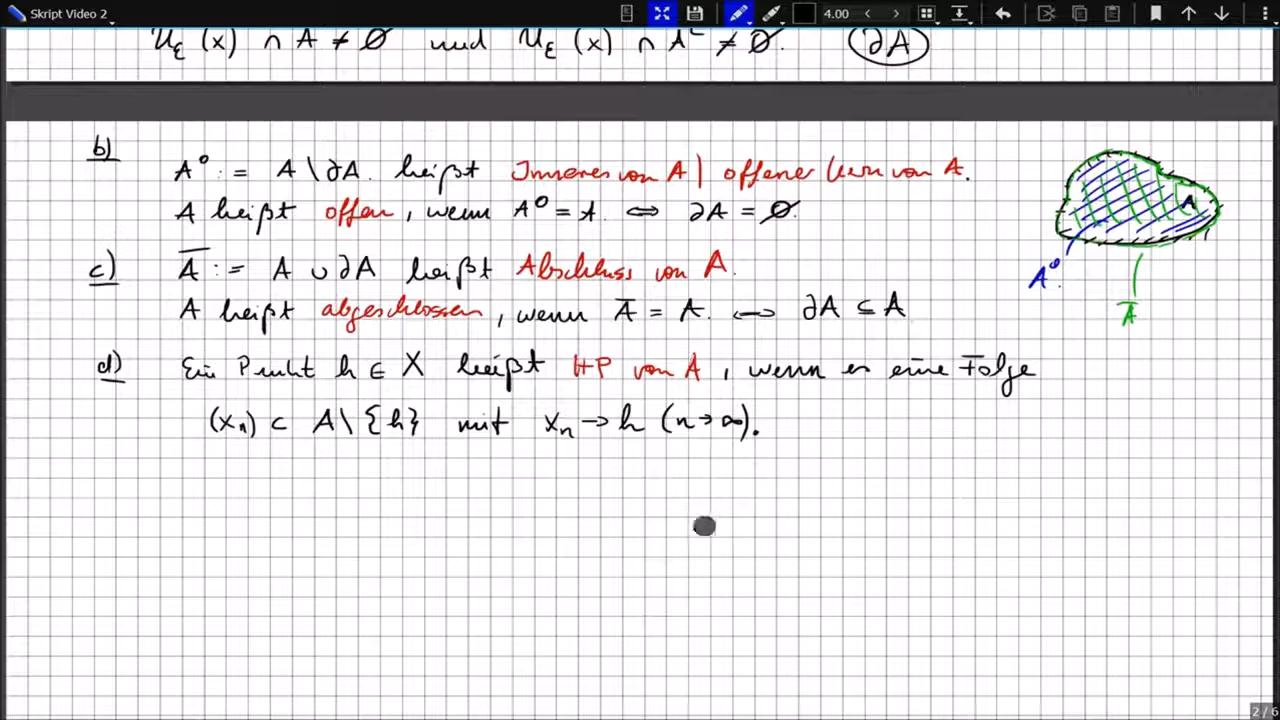 Skript Video 2
4.00
U_ε (x) ∩ A ≠ ∅ und U_ε (x) ∩ A^c ≠ ∅. ∂A
b)
A° := A \ ∂A. heißt Inneres von A | offener Kern von A.
A heißt offen, wenn A° = A. ⇔ ∂A = ∅.
c) Ā := A ∪ ∂A heißt Abschluss von A.
A heißt abgeschlossen, wenn Ā = A. ⟺ ∂A ⊆ A
A
A°.
Ā
d) Ein Punkt h ∈ X heißt HP von A, wenn es eine Folge
(x_n) ⊂ A \ {h} mit x_n → h (n → ∞).
2 / 6